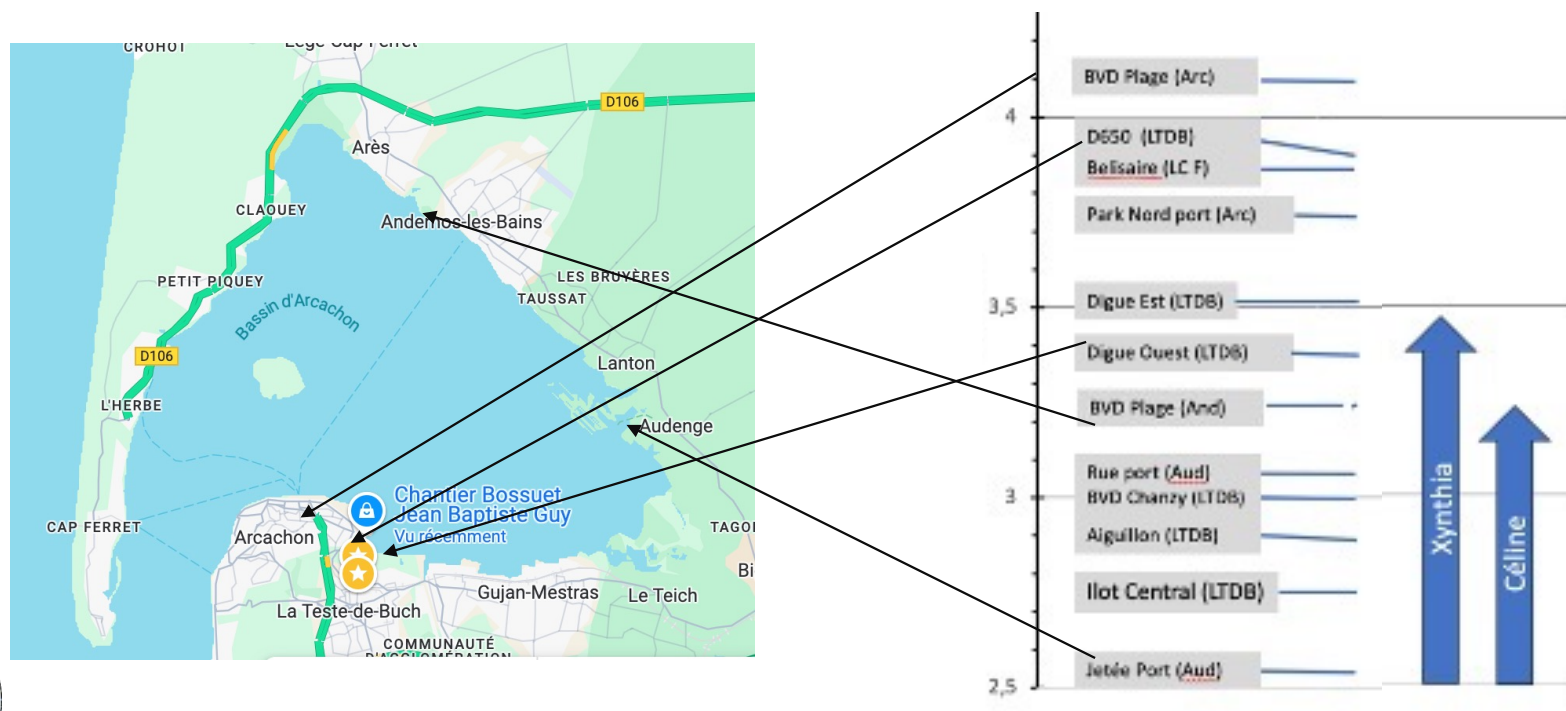 CROHOT
Lège-Cap-Ferret
D106
Arès
CLAOUEY
Andernos-les-Bains
PETIT PIQUEY
LES BRUYÈRES
TAUSSAT
Bassin d'Arcachon
D106
Lanton
L'HERBE
Audenge
Chantier Bossuet
Jean Baptiste Guy
Vu récemment
CAP FERRET
Arcachon
TAGO
Bi
Gujan-Mestras
Le Teich
La Teste-de-Buch
COMMUNAUTÉ
D'AGGLOMÉRATION
BVD Plage (Arc)
4
D650 (LTDB)
Belisaire (LC F)
Park Nord port (Arc)
3,5
Digue Est (LTDB)
Digue Ouest (LTDB)
BVD Plage (And)
Rue port (Aud)
3
BVD Chanzy (LTDB)
Aiguillon (LTDB)
Ilot Central (LTDB)
Jetée Port (Aud)
2,5
Xynthia
Céline